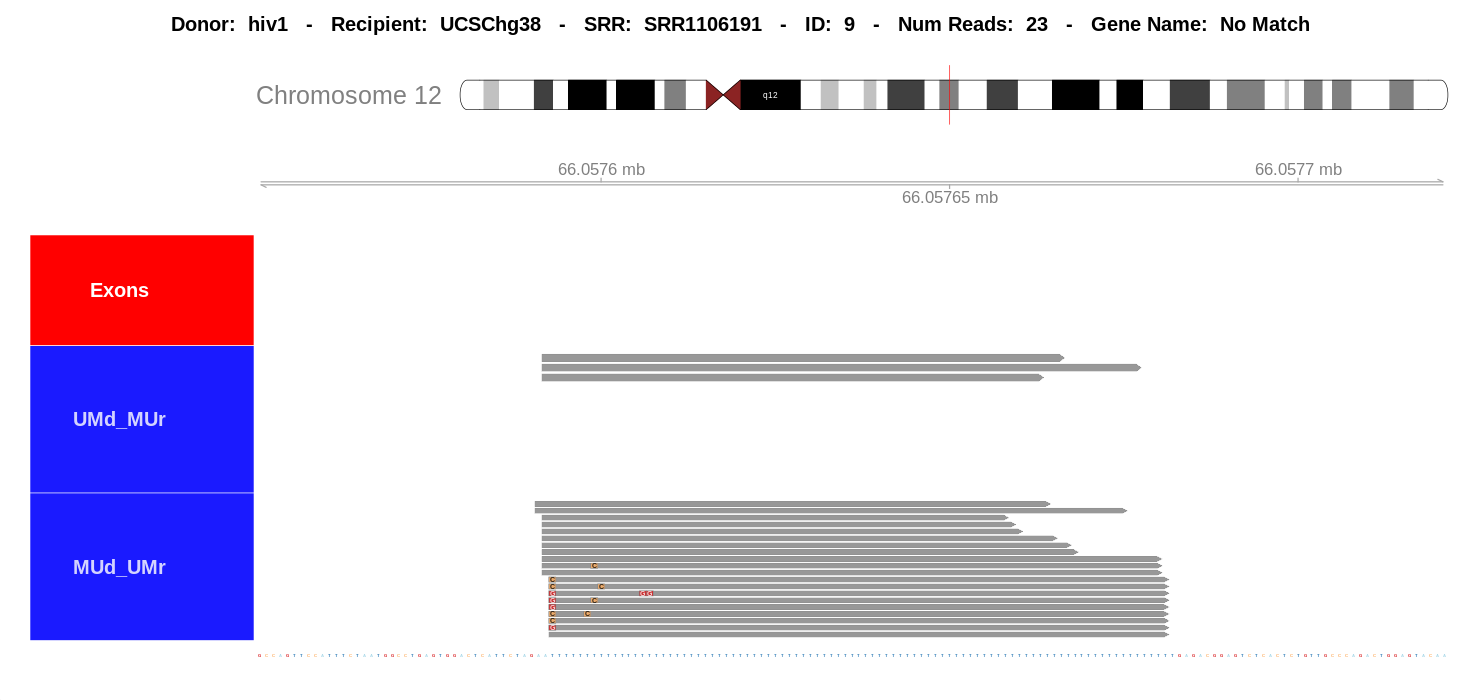 Donor: hiv1 - Recipient: UCSChg38 - SRR: SRR1106191 - ID: 9 - Num Reads: 23 - Gene Name: No Match
Chromosome 12
q12
66.0576 mb
66.0577 mb
66.05765 mb
Exons
UMd_MUr
MUd_UMr
C
C
C C
G G G
G C
G
C C
C
G